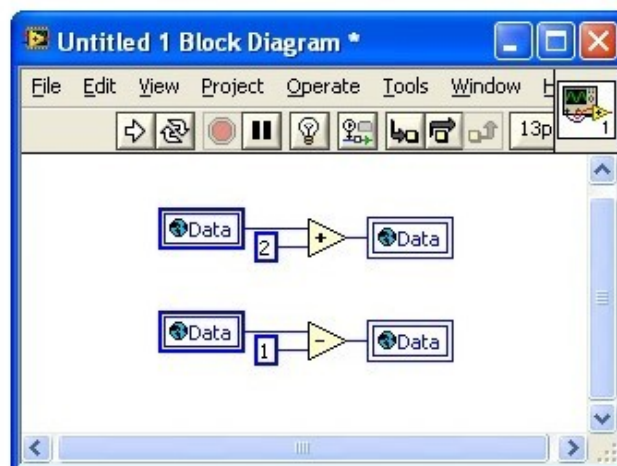 Untitled 1 Block Diagram *
File Edit View Project Operate Tools Window H
13p
1
Data
2
+
Data
Data
1
-
Data